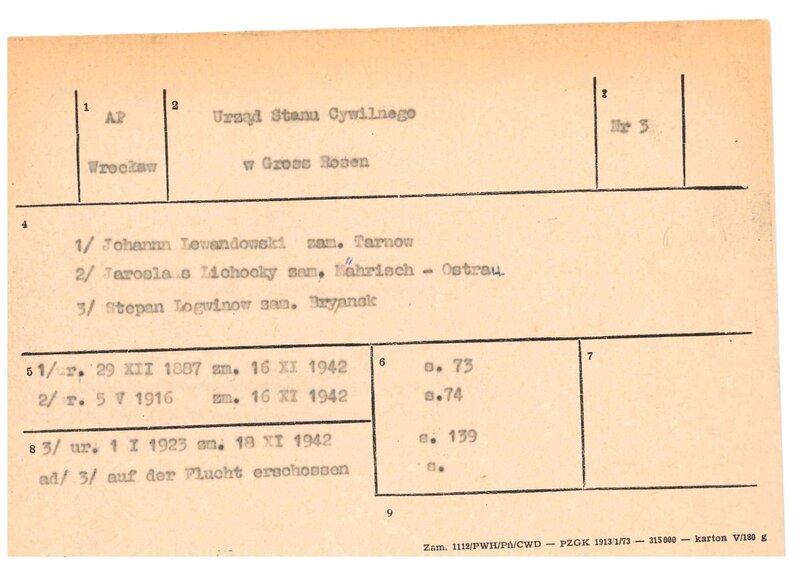 1 AP 2 Urząd Stanu Cywilnego 3 Nr 3
Wrocław w Gross Rosen
4
1/ Johann Lewandowski zam. Tarnow
2/ Jaroslaus Lichocky zam. Mährisch - Ostrau
3/ Stepan Logwinow zam. Bryansk
5 1/ur. 29 XII 1887 zm. 16 XI 1942 6 s. 73 7
2/ r. 5 V 1916 zm. 16 XI 1942 s.74
8 3/ ur. 1 I 1923 zm. 18 XI 1942 s. 139
ad/ 3/ auf der Flucht erschossen s.
9
Zam. 1112/PWH/Pń/CWD — PZGK 1913/1/73 — 315 000 — karton V/180 g